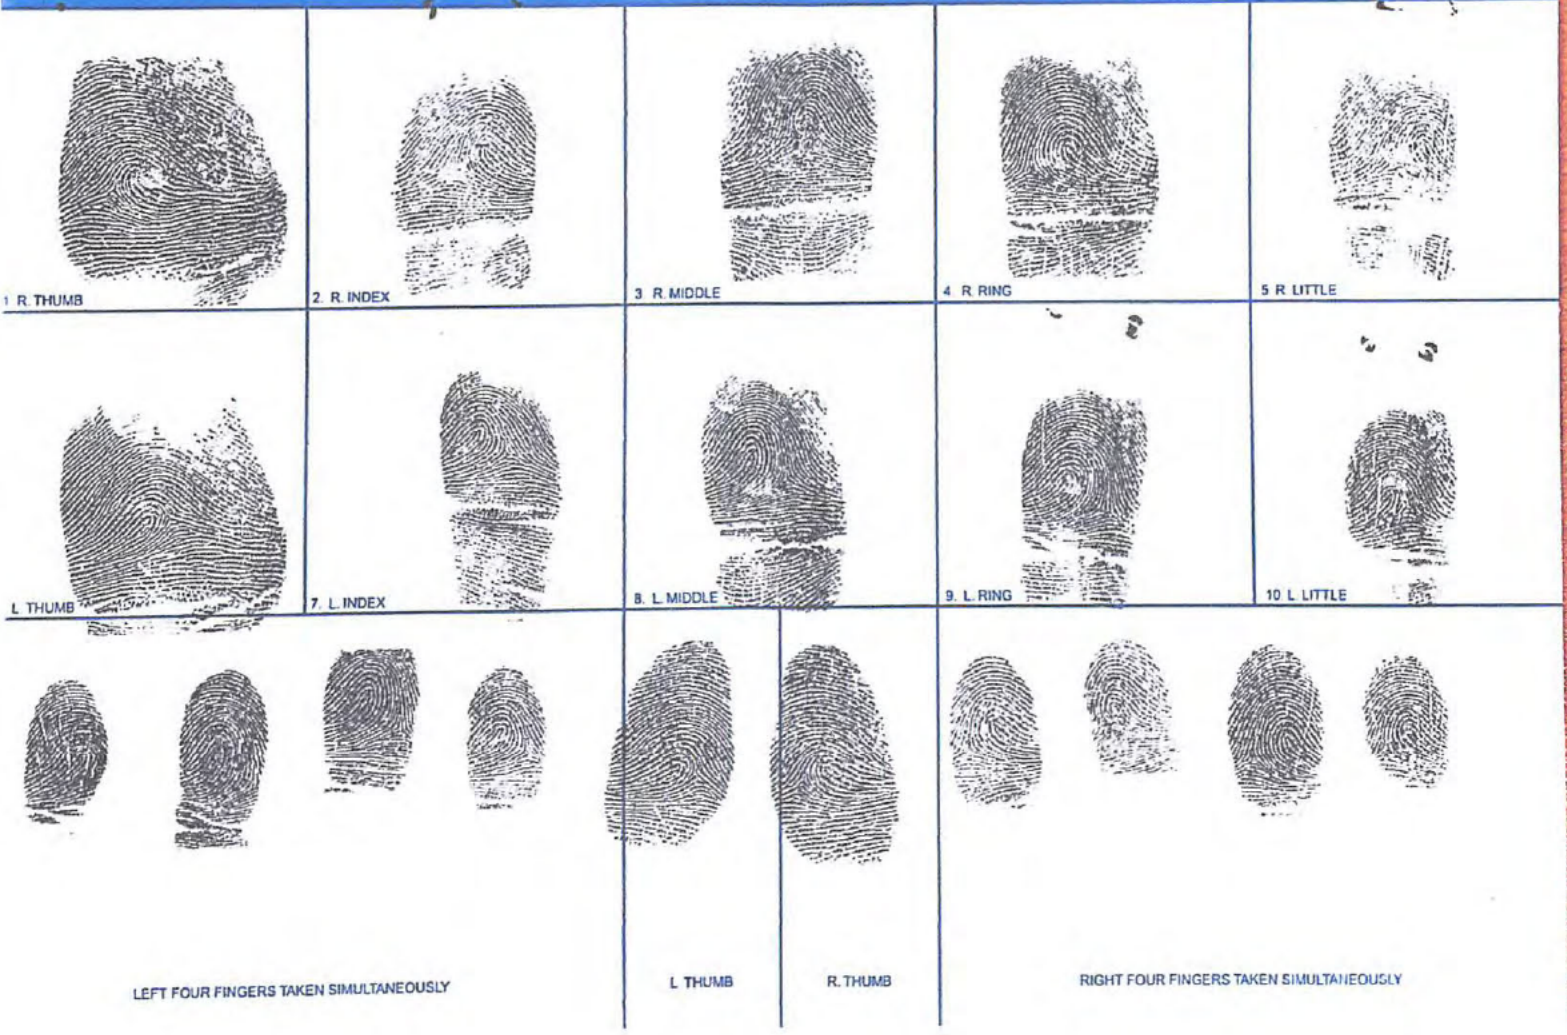 1 R. THUMB
2. R. INDEX
3 R. MIDDLE
4 R RING
5 R LITTLE
L THUMB
7. L. INDEX
8. L. MIDDLE
9. L. RING
10 L LITTLE
LEFT FOUR FINGERS TAKEN SIMULTANEOUSLY
L THUMB
R. THUMB
RIGHT FOUR FINGERS TAKEN SIMULTANEOUSLY